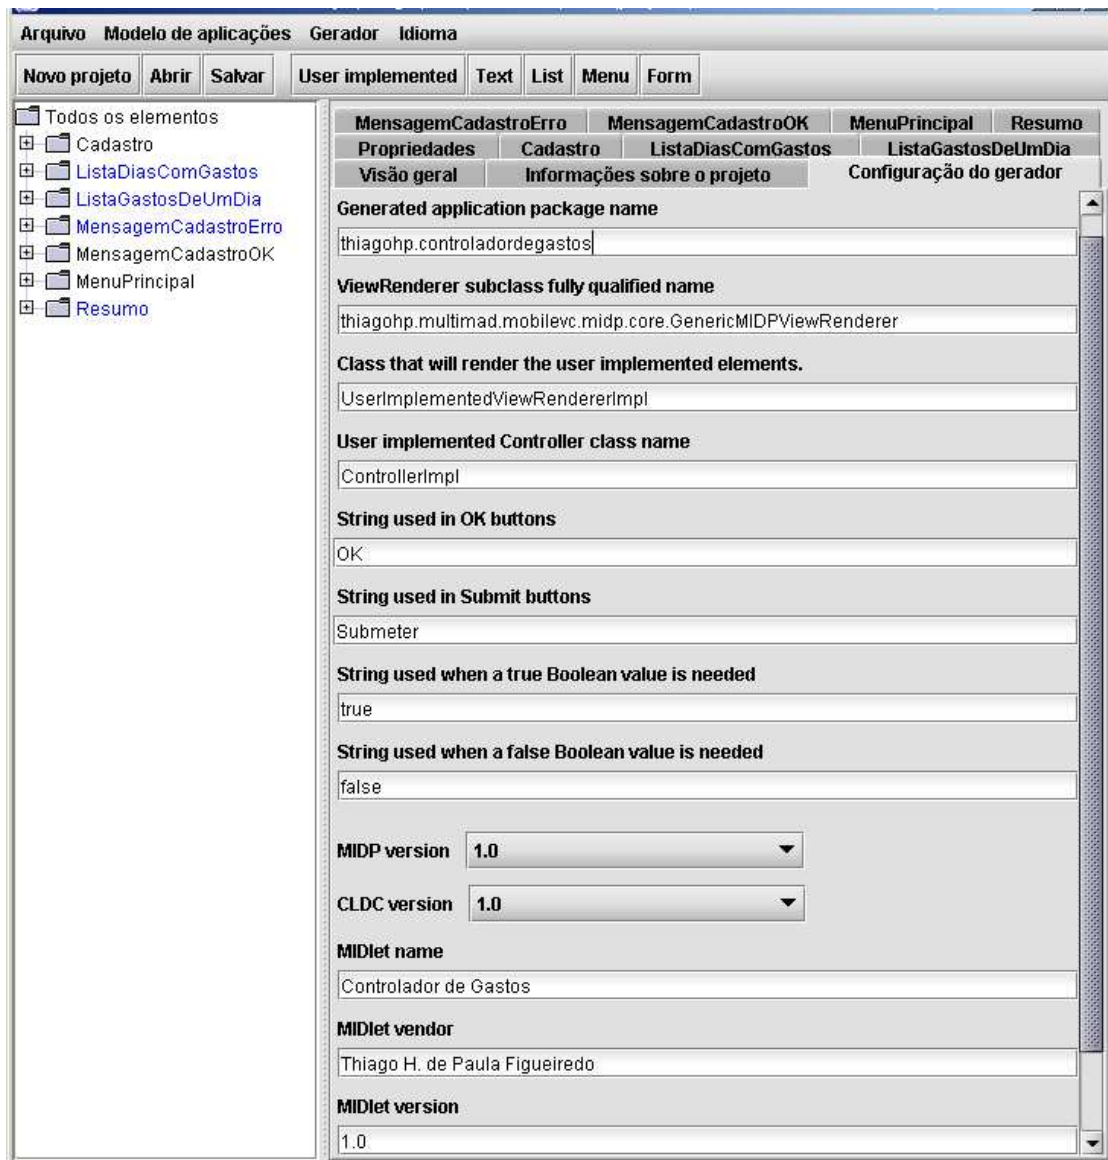 Arquivo Modelo de aplicações Gerador Idioma
Novo projeto Abrir Salvar User implemented Text List Menu Form
Todos os elementos
Cadastro
ListaDiasComGastos
ListaGastosDeUmDia
MensagemCadastroErro
MensagemCadastroOK
MenuPrincipal
Resumo
MensagemCadastroErro MensagemCadastroOK MenuPrincipal Resumo
Propriedades Cadastro ListaDiasComGastos ListaGastosDeUmDia
Visão geral Informações sobre o projeto Configuração do gerador
Generated application package name
thiagohp.controladordegastos
ViewRenderer subclass fully qualified name
thiagohp.multimad.mobilevc.midp.core.GenericMIDPViewRenderer
Class that will render the user implemented elements.
UserImplementedViewRendererImpl
User implemented Controller class name
ControllerImpl
String used in OK buttons
OK
String used in Submit buttons
Submeter
String used when a true Boolean value is needed
true
String used when a false Boolean value is needed
false
MIDP version 1.0
CLDC version 1.0
MIDlet name
Controlador de Gastos
MIDlet vendor
Thiago H. de Paula Figueiredo
MIDlet version
1.0